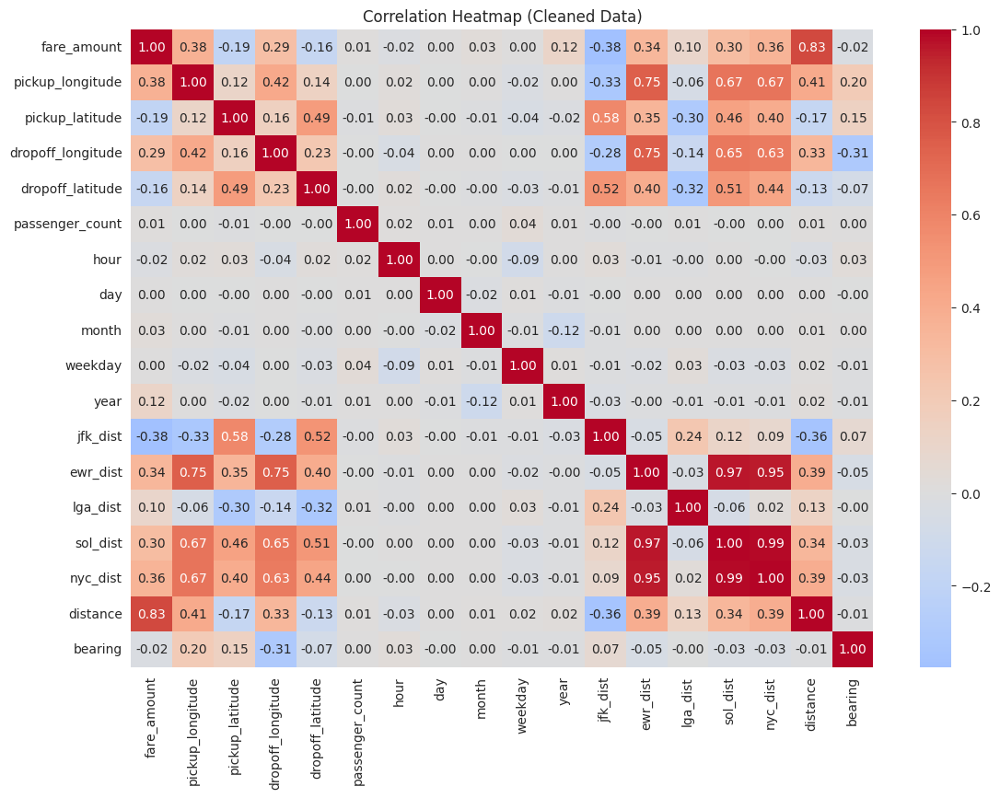 Correlation Heatmap (Cleaned Data)
fare_amount 1.00 0.38 -0.19 0.29 -0.16 0.01 -0.02 0.00 0.03 0.00 0.12 -0.38 0.34 0.10 0.30 0.36 0.83 -0.02
pickup_longitude 0.38 1.00 0.12 0.42 0.14 0.00 0.02 0.00 0.00 -0.02 0.00 -0.33 0.75 -0.06 0.67 0.67 0.41 0.20
pickup_latitude -0.19 0.12 1.00 0.16 0.49 -0.01 0.03 -0.00 -0.01 -0.04 -0.02 0.58 0.35 -0.30 0.46 0.40 -0.17 0.15
dropoff_longitude 0.29 0.42 0.16 1.00 0.23 -0.00 -0.04 -0.00 0.00 0.00 0.00 -0.28 0.75 -0.14 0.65 0.63 0.33 -0.31
dropoff_latitude -0.16 0.14 0.49 0.23 1.00 -0.00 0.02 -0.00 -0.00 -0.03 -0.01 0.52 0.40 -0.32 0.51 0.44 -0.13 -0.07
passenger_count 0.01 0.00 -0.01 -0.00 -0.00 1.00 0.02 0.01 0.00 0.04 0.01 -0.00 -0.00 0.01 -0.00 0.00 0.01 0.00
hour -0.02 0.02 0.03 -0.04 0.02 0.02 1.00 0.00 -0.00 -0.09 0.00 0.03 -0.01 -0.00 0.00 -0.00 -0.03 0.03
day 0.00 0.00 -0.00 -0.00 -0.00 0.01 0.00 1.00 -0.02 0.01 -0.01 -0.00 0.00 0.00 0.00 0.00 0.00 -0.00
month 0.03 0.00 -0.01 0.00 -0.00 0.00 -0.00 -0.02 1.00 -0.01 -0.12 -0.01 0.00 0.00 0.00 0.00 0.01 0.00
weekday 0.00 -0.02 -0.04 0.00 -0.03 0.04 -0.09 0.01 -0.01 1.00 0.01 -0.01 -0.02 0.03 -0.03 -0.03 0.02 -0.01
year 0.12 0.00 -0.02 0.00 -0.01 0.01 0.00 -0.01 -0.12 0.01 1.00 -0.03 -0.00 -0.01 -0.01 -0.01 0.02 -0.01
jfk_dist -0.38 -0.33 0.58 -0.28 0.52 -0.00 0.03 -0.00 -0.01 -0.01 -0.03 1.00 -0.05 0.24 0.12 0.09 -0.36 0.07
ewr_dist 0.34 0.75 0.35 0.75 0.40 -0.00 -0.01 0.00 0.00 -0.02 -0.00 -0.05 1.00 -0.03 0.97 0.95 0.39 -0.05
lga_dist 0.10 -0.06 -0.30 -0.14 -0.32 0.01 -0.00 0.00 0.00 0.03 -0.01 0.24 -0.03 1.00 -0.06 0.02 0.13 -0.00
sol_dist 0.30 0.67 0.46 0.65 0.51 -0.00 0.00 0.00 0.00 -0.03 -0.01 0.12 0.97 -0.06 1.00 0.99 0.34 -0.03
nyc_dist 0.36 0.67 0.40 0.63 0.44 0.00 -0.00 0.00 0.00 -0.03 -0.01 0.09 0.95 0.02 0.99 1.00 0.39 -0.03
distance 0.83 0.41 -0.17 0.33 -0.13 0.01 -0.03 0.00 0.01 0.02 0.02 -0.36 0.39 0.13 0.34 0.39 1.00 -0.01
bearing -0.02 0.20 0.15 -0.31 -0.07 0.00 0.03 -0.00 0.00 -0.01 -0.01 0.07 -0.05 -0.00 -0.03 -0.03 -0.01 1.00
fare_amount
pickup_longitude
pickup_latitude
dropoff_longitude
dropoff_latitude
passenger_count
hour
day
month
weekday
year
jfk_dist
ewr_dist
lga_dist
sol_dist
nyc_dist
distance
bearing
1.0
0.8
0.6
0.4
0.2
0.0
−0.2